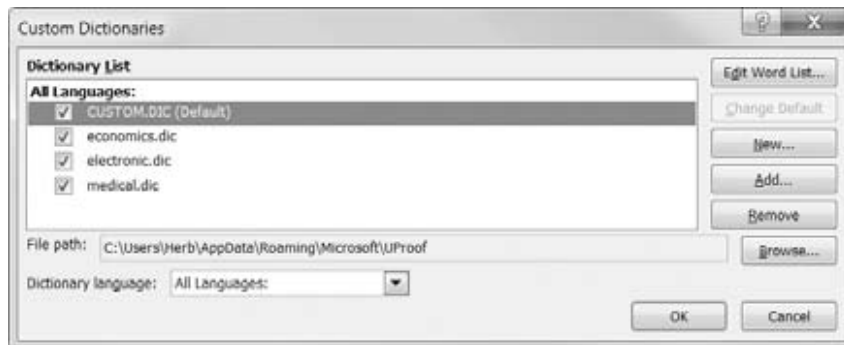 Custom Dictionaries
Dictionary List
All Languages:
CUSTOM.DIC (Default)
economics.dic
electronic.dic
medical.dic
Edit Word List...
Change Default
New...
Add...
Remove
File path: C:\Users\Herb\AppData\Roaming\Microsoft\UProof
Browse...
Dictionary language: All Languages:
OK Cancel